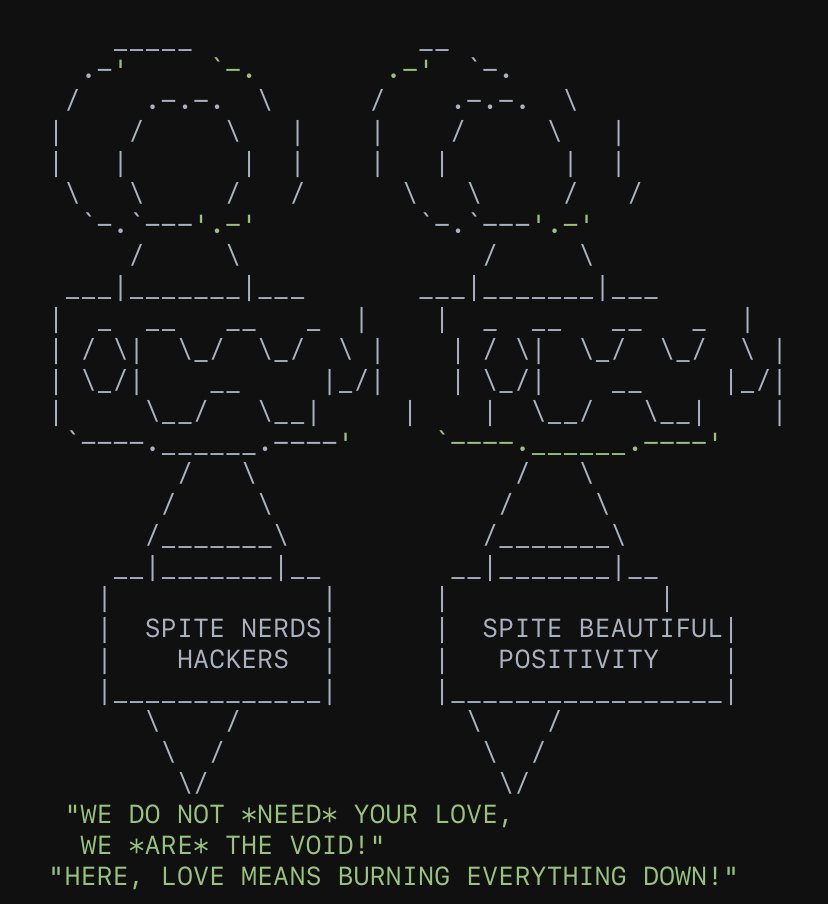 SPITE NERDS
HACKERS
SPITE BEAUTIFUL
POSITIVITY
"WE DO NOT *NEED* YOUR LOVE,
WE *ARE* THE VOID!"
"HERE, LOVE MEANS BURNING EVERYTHING DOWN!"